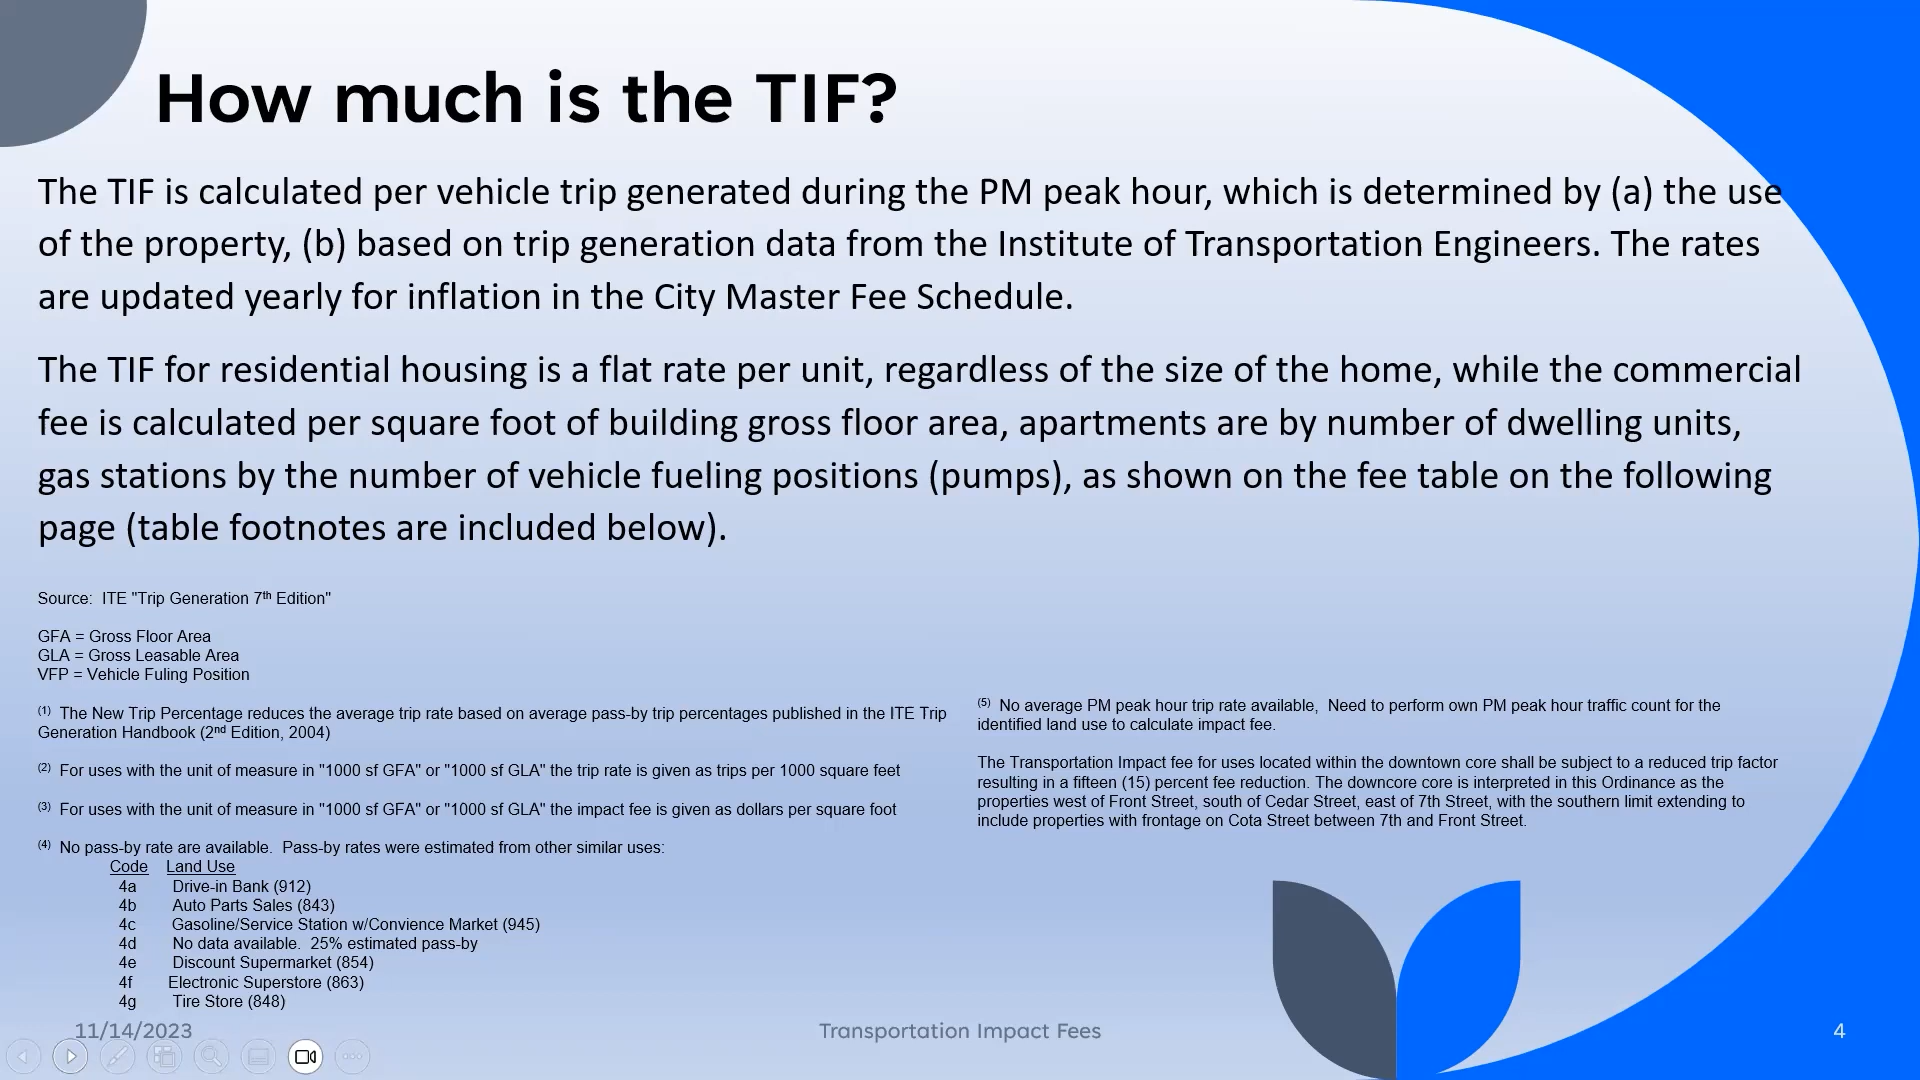 How much is the TIF?
The TIF is calculated per vehicle trip generated during the PM peak hour, which is determined by (a) the use
of the property, (b) based on trip generation data from the Institute of Transportation Engineers. The rates
are updated yearly for inflation in the City Master Fee Schedule.
The TIF for residential housing is a flat rate per unit, regardless of the size of the home, while the commercial
fee is calculated per square foot of building gross floor area, apartments are by number of dwelling units,
gas stations by the number of vehicle fueling positions (pumps), as shown on the fee table on the following
page (table footnotes are included below).
Source: ITE "Trip Generation 7th Edition"
GFA = Gross Floor Area
GLA = Gross Leasable Area
VFP = Vehicle Fuling Position
(1) The New Trip Percentage reduces the average trip rate based on average pass-by trip percentages published in the ITE Trip
Generation Handbook (2nd Edition, 2004)
(2) For uses with the unit of measure in "1000 sf GFA" or "1000 sf GLA" the trip rate is given as trips per 1000 square feet
(3) For uses with the unit of measure in "1000 sf GFA" or "1000 sf GLA" the impact fee is given as dollars per square foot
(4) No pass-by rate are available. Pass-by rates were estimated from other similar uses:
Code Land Use
4a Drive-in Bank (912)
4b Auto Parts Sales (843)
4c Gasoline/Service Station w/Convience Market (945)
4d No data available. 25% estimated pass-by
4e Discount Supermarket (854)
4f Electronic Superstore (863)
4g Tire Store (848)
(5) No average PM peak hour trip rate available, Need to perform own PM peak hour traffic count for the
identified land use to calculate impact fee.
The Transportation Impact fee for uses located within the downtown core shall be subject to a reduced trip factor
resulting in a fifteen (15) percent fee reduction. The downcore core is interpreted in this Ordinance as the
properties west of Front Street, south of Cedar Street, east of 7th Street, with the southern limit extending to
include properties with frontage on Cota Street between 7th and Front Street.
11/14/2023
Transportation Impact Fees
4